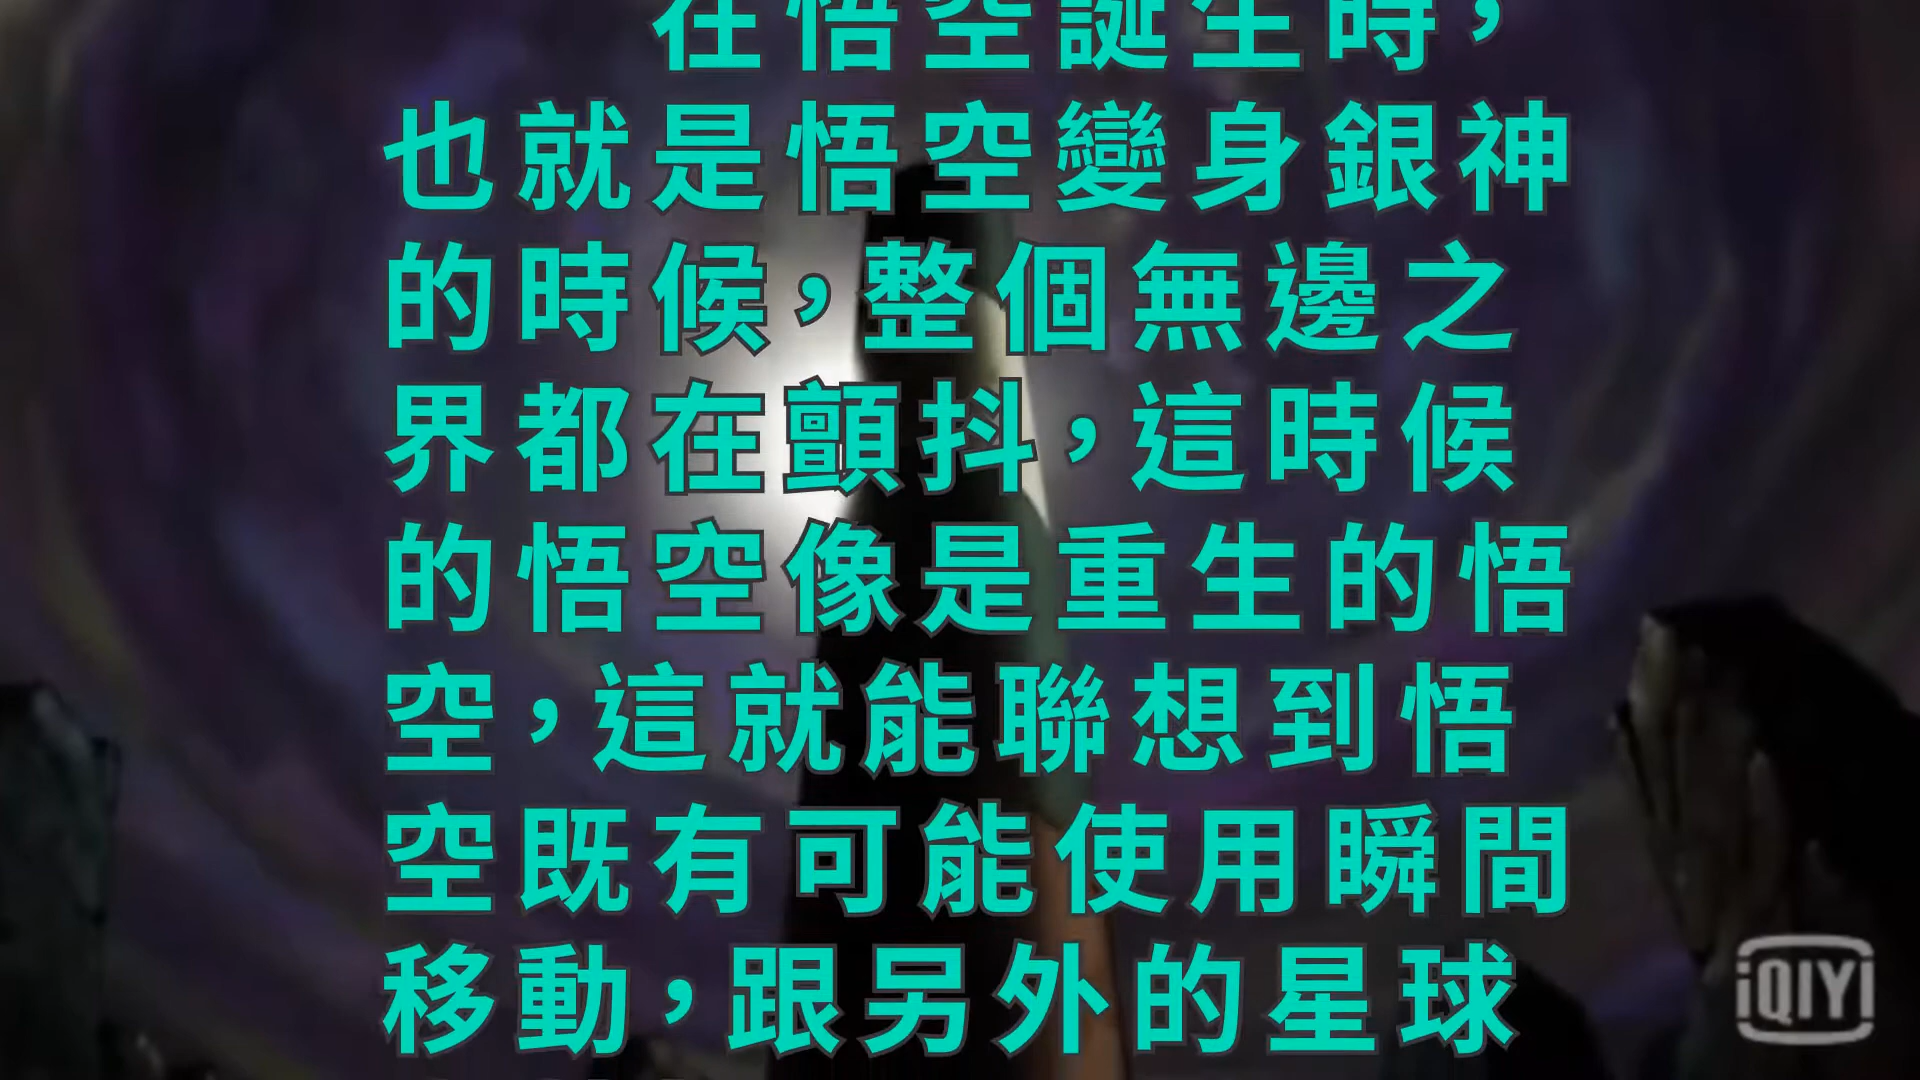 在悟空誕生時，
也就是悟空變身銀神
的時候，整個無邊之
界都在顫抖，這時候
的悟空像是重生的悟
空，這就能聯想到悟
空既有可能使用瞬間
移動，跟另外的星球
iQIYI